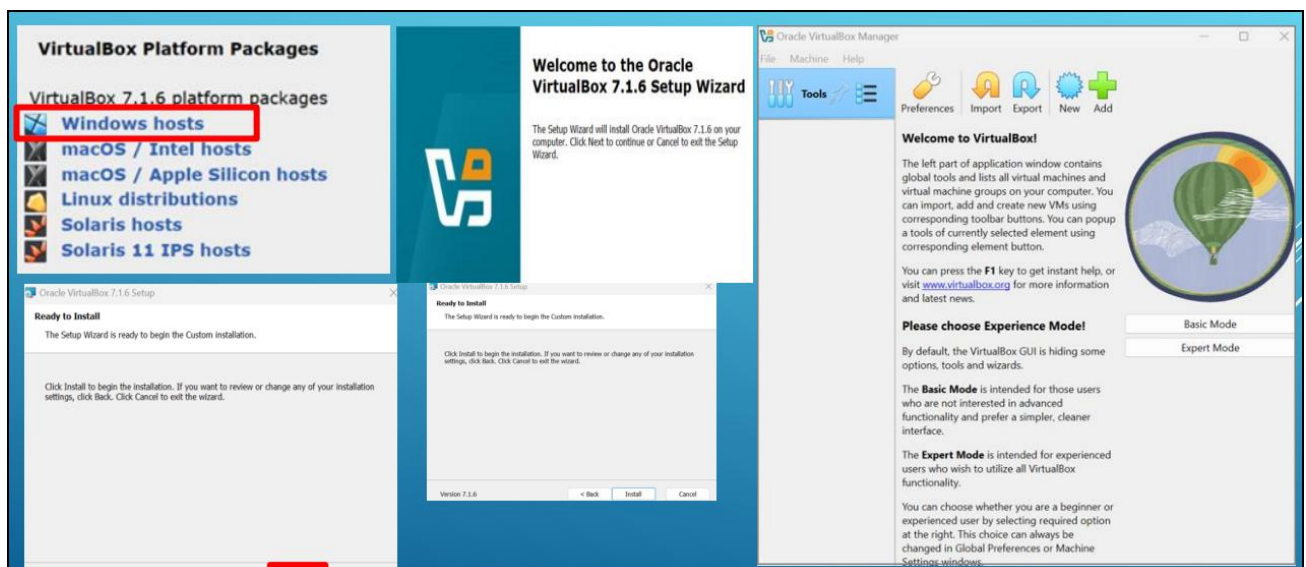 VirtualBox Platform Packages
VirtualBox 7.1.6 platform packages
Windows hosts
macOS / Intel hosts
macOS / Apple Silicon hosts
Linux distributions
Solaris hosts
Solaris 11 IPS hosts
Welcome to the Oracle
VirtualBox 7.1.6 Setup Wizard
The Setup Wizard will install Oracle VirtualBox 7.1.6 on your
computer. Click Next to continue or Cancel to exit the Setup
Wizard.
Oracle VirtualBox 7.1.6 Setup
Ready to Install
The Setup Wizard is ready to begin the Custom installation.
Click Install to begin the installation. If you want to review or change any of your installation
settings, click Back. Click Cancel to exit the wizard.
Oracle VirtualBox 7.1.6 Setup
Ready to Install
The Setup Wizard is ready to begin the Custom installation.
Click Install to begin the installation. If you want to review or change any of your installation
settings, click Back. Click Cancel to exit the wizard.
Version 7.1.6
< Back Install Cancel
Oracle VirtualBox Manager
File Machine Help
Tools
Preferences Import Export New Add
Welcome to VirtualBox!
The left part of application window contains
global tools and lists all virtual machines and
virtual machine groups on your computer. You
can import, add and create new VMs using
corresponding toolbar buttons. You can popup
a tools of currently selected element using
corresponding element button.
You can press the F1 key to get instant help, or
visit www.virtualbox.org for more information
and latest news.
Please choose Experience Mode!
By default, the VirtualBox GUI is hiding some
options, tools and wizards.
The Basic Mode is intended for those users
who are not interested in advanced
functionality and prefer a simpler, cleaner
interface.
The Expert Mode is intended for experienced
users who wish to utilize all VirtualBox
functionality.
You can choose whether you are a beginner or
experienced user by selecting required option
at the right. This choice can always be
changed in Global Preferences or Machine
Settings windows.
Basic Mode
Expert Mode